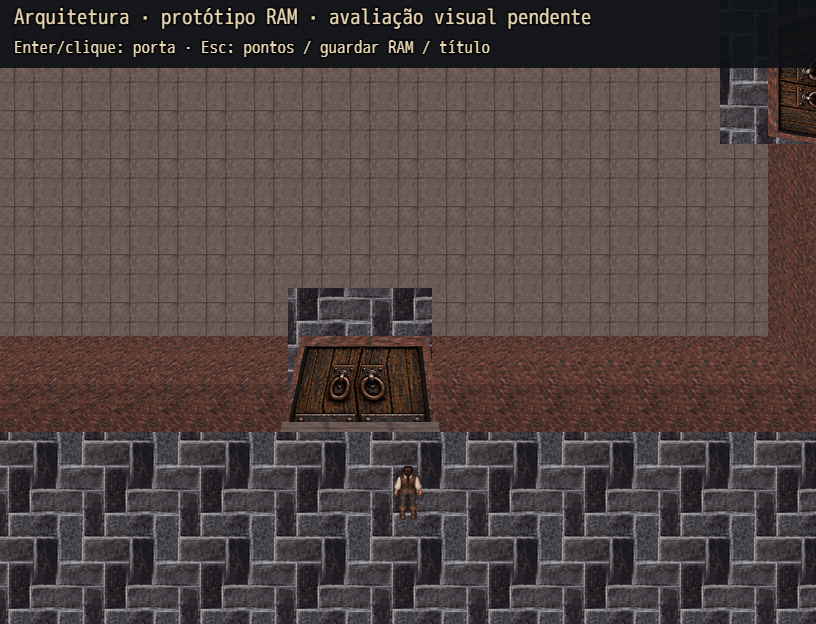 Arquitetura · protótipo RAM · avaliação visual pendente
Enter/clique: porta · Esc: pontos / guardar RAM / título